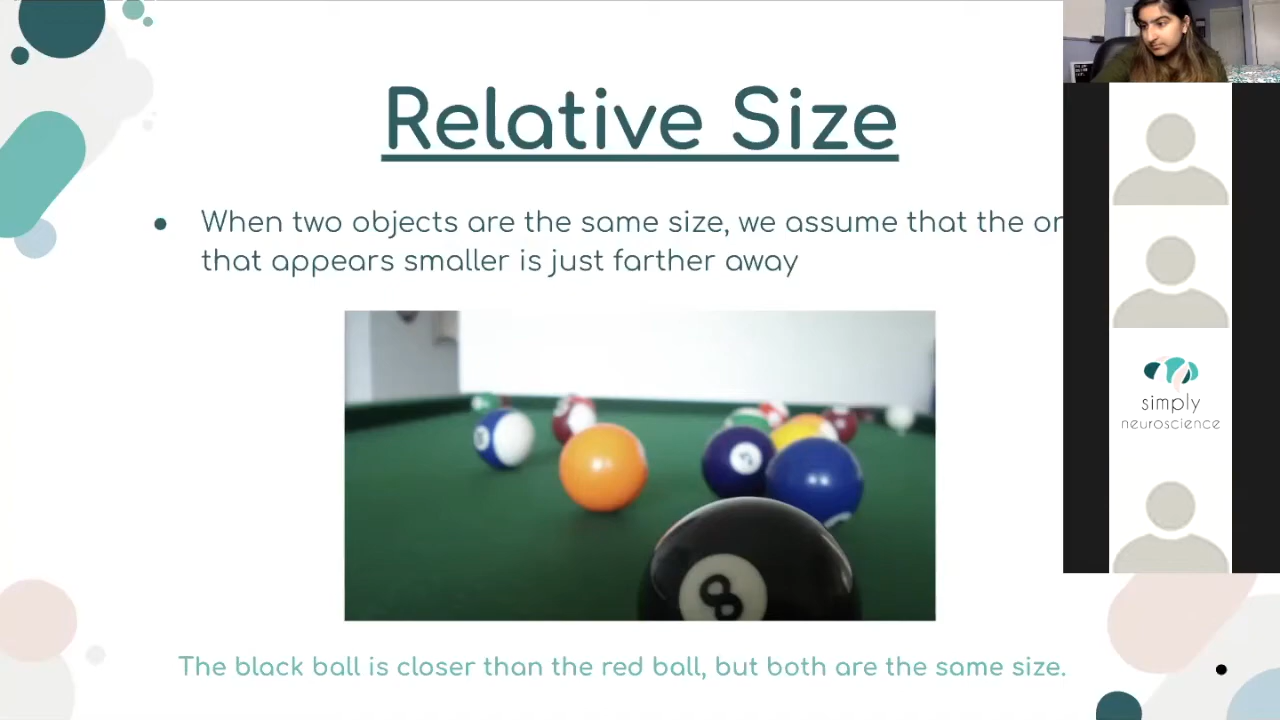 Relative Size
When two objects are the same size, we assume that the
that appears smaller is just farther away
8
simply
neuroscience
The black ball is closer than the red ball, but both are the same size.